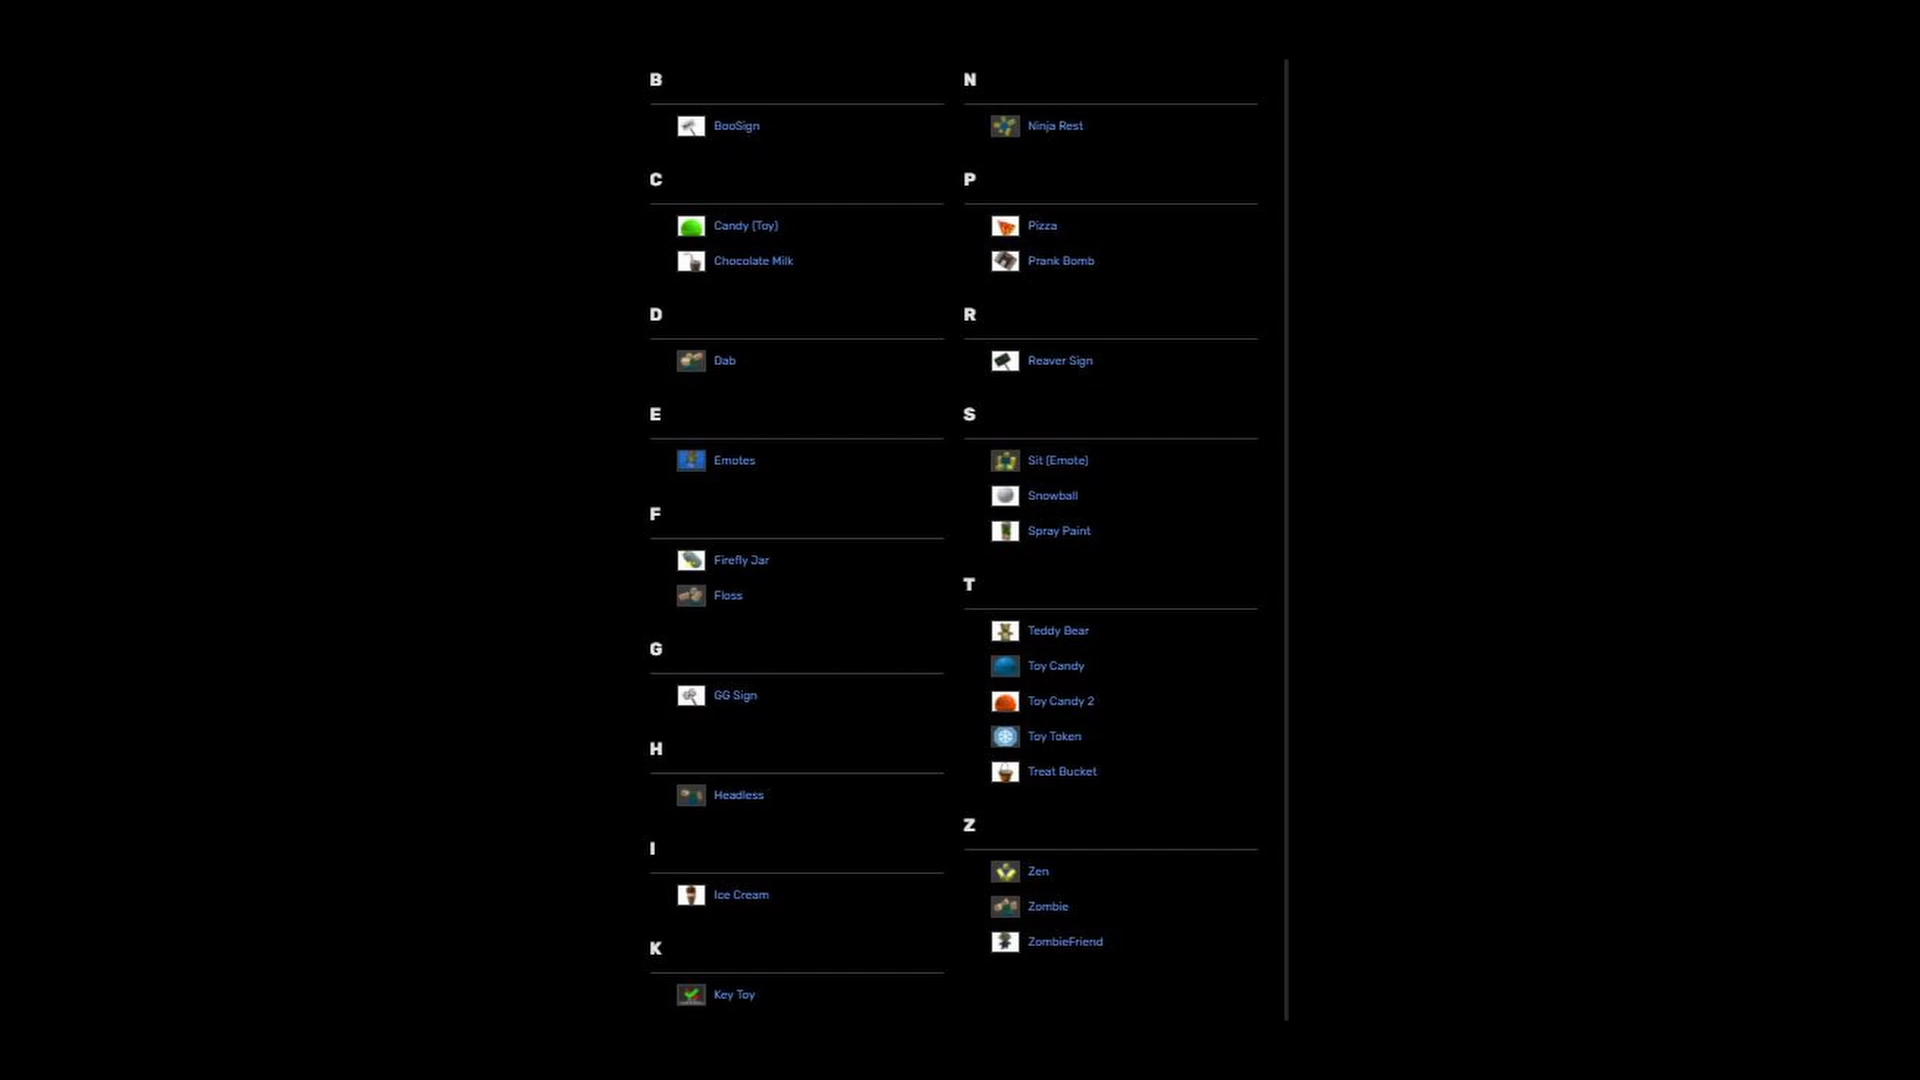 B
BooSign
C
Candy (Toy)
Chocolate Milk
D
Dab
E
Emotes
F
Firefly Jar
Floss
G
GG Sign
H
Headless
I
Ice Cream
K
Key Toy
N
Ninja Rest
P
Pizza
Prank Bomb
R
Reaver Sign
S
Sit (Emote)
Snowball
Spray Paint
T
Teddy Bear
Toy Candy
Toy Candy 2
Toy Token
Treat Bucket
Z
Zen
Zombie
ZombieFriend